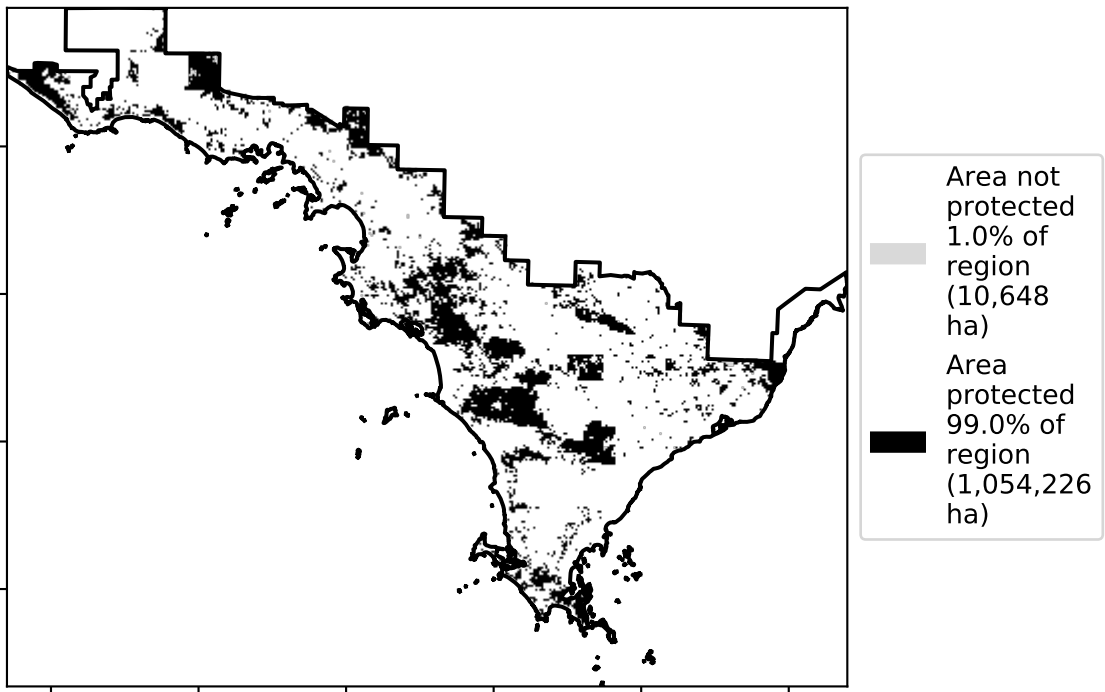 Area not
protected
1.0% of
region
(10,648
ha)
Area
protected
99.0% of
region
(1,054,226
ha)